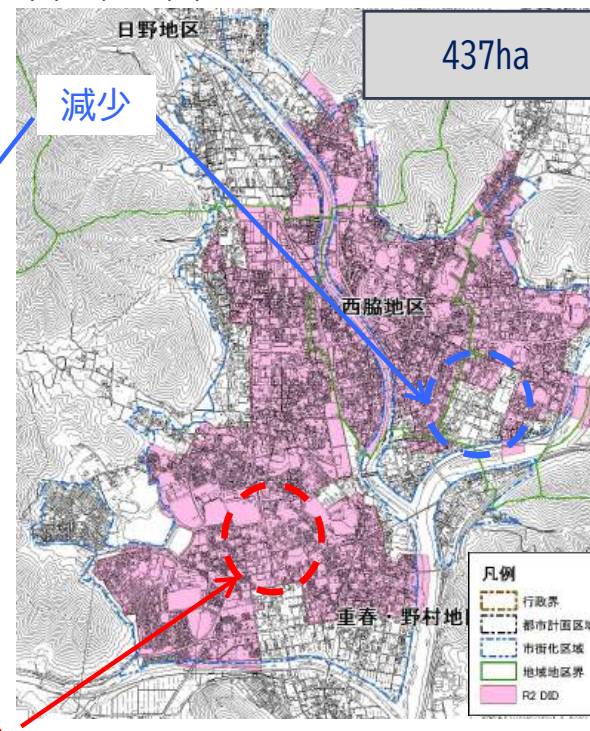 日野地区
437ha
減少
西脇地区
重春・野村地
凡例
行政界
都市計画区域
市街化区域
地域地区界
R2 DID